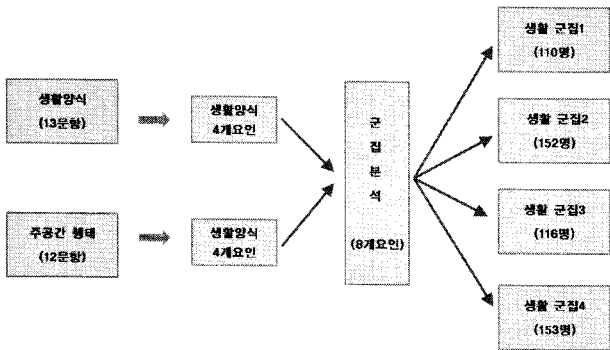 생활양식
(13문항)
생활양식
4개요인
주공간 형태
(12문항)
생활양식
4개요인
군
집
분
석
(8개요인)
생활 군집1
(110명)
생활 군집2
(152명)
생활 군집3
(116명)
생활 군집4
(153명)